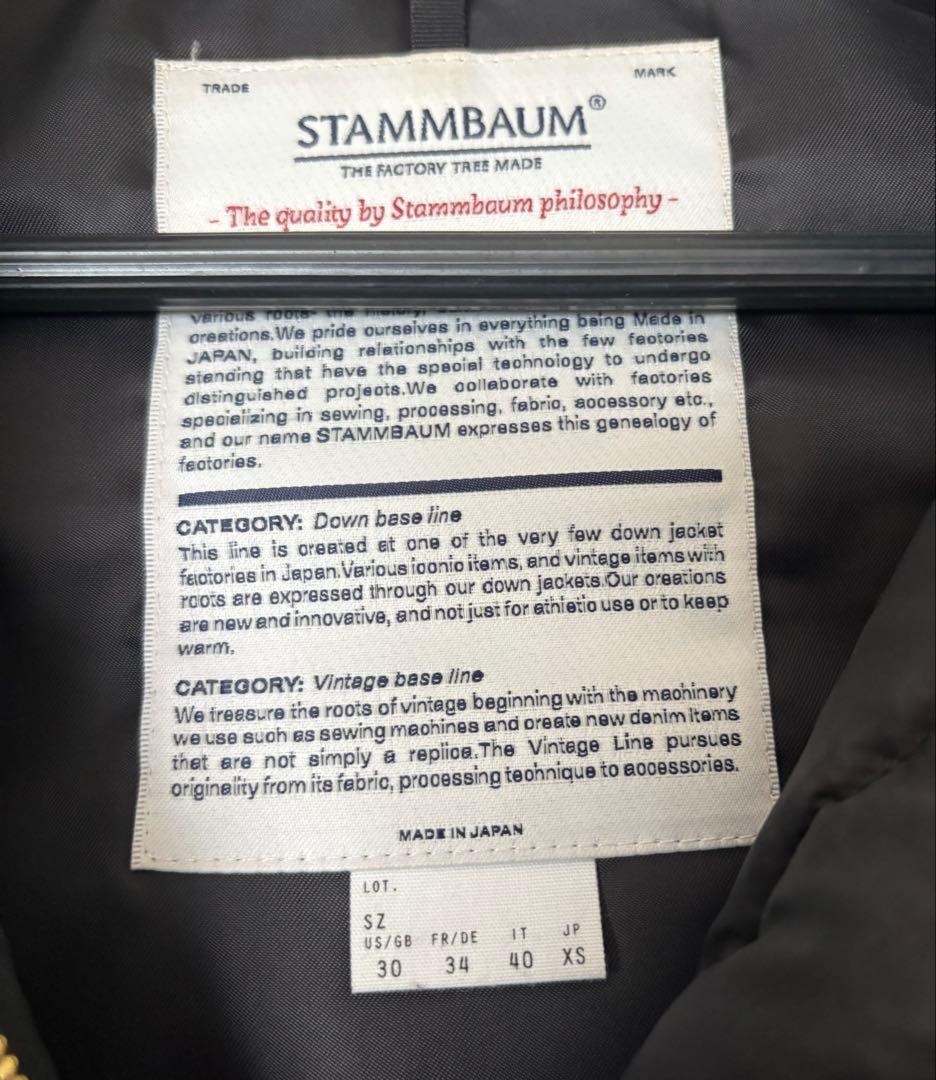 TRADE MARK
STAMMBAUM®
THE FACTORY TREE MADE
- The quality by Stammbaum philosophy -
various roots- the history,
creations.We pride ourselves in everything being Made in
JAPAN, building relationships with the few factories
standing that have the special technology to undergo
distinguished projects.We collaborate with factories
specializing in sewing, processing, fabric, accessory etc.,
and our name STAMMBAUM expresses this genealogy of
factories.
CATEGORY: Down base line
This line is created at one of the very few down jacket
factories in Japan.Various iconic items, and vintage items with
roots are expressed through our down jackets.Our creations
are new and innovative, and not just for athletic use or to keep
warm.
CATEGORY: Vintage base line
We treasure the roots of vintage beginning with the machinery
we use such as sewing machines and create new denim items
that are not simply a replica.The Vintage Line pursues
originality from its fabric, processing technique to accessories.
MADE IN JAPAN
LOT.
SZ
US/GB FR/DE IT JP
30 34 40 XS